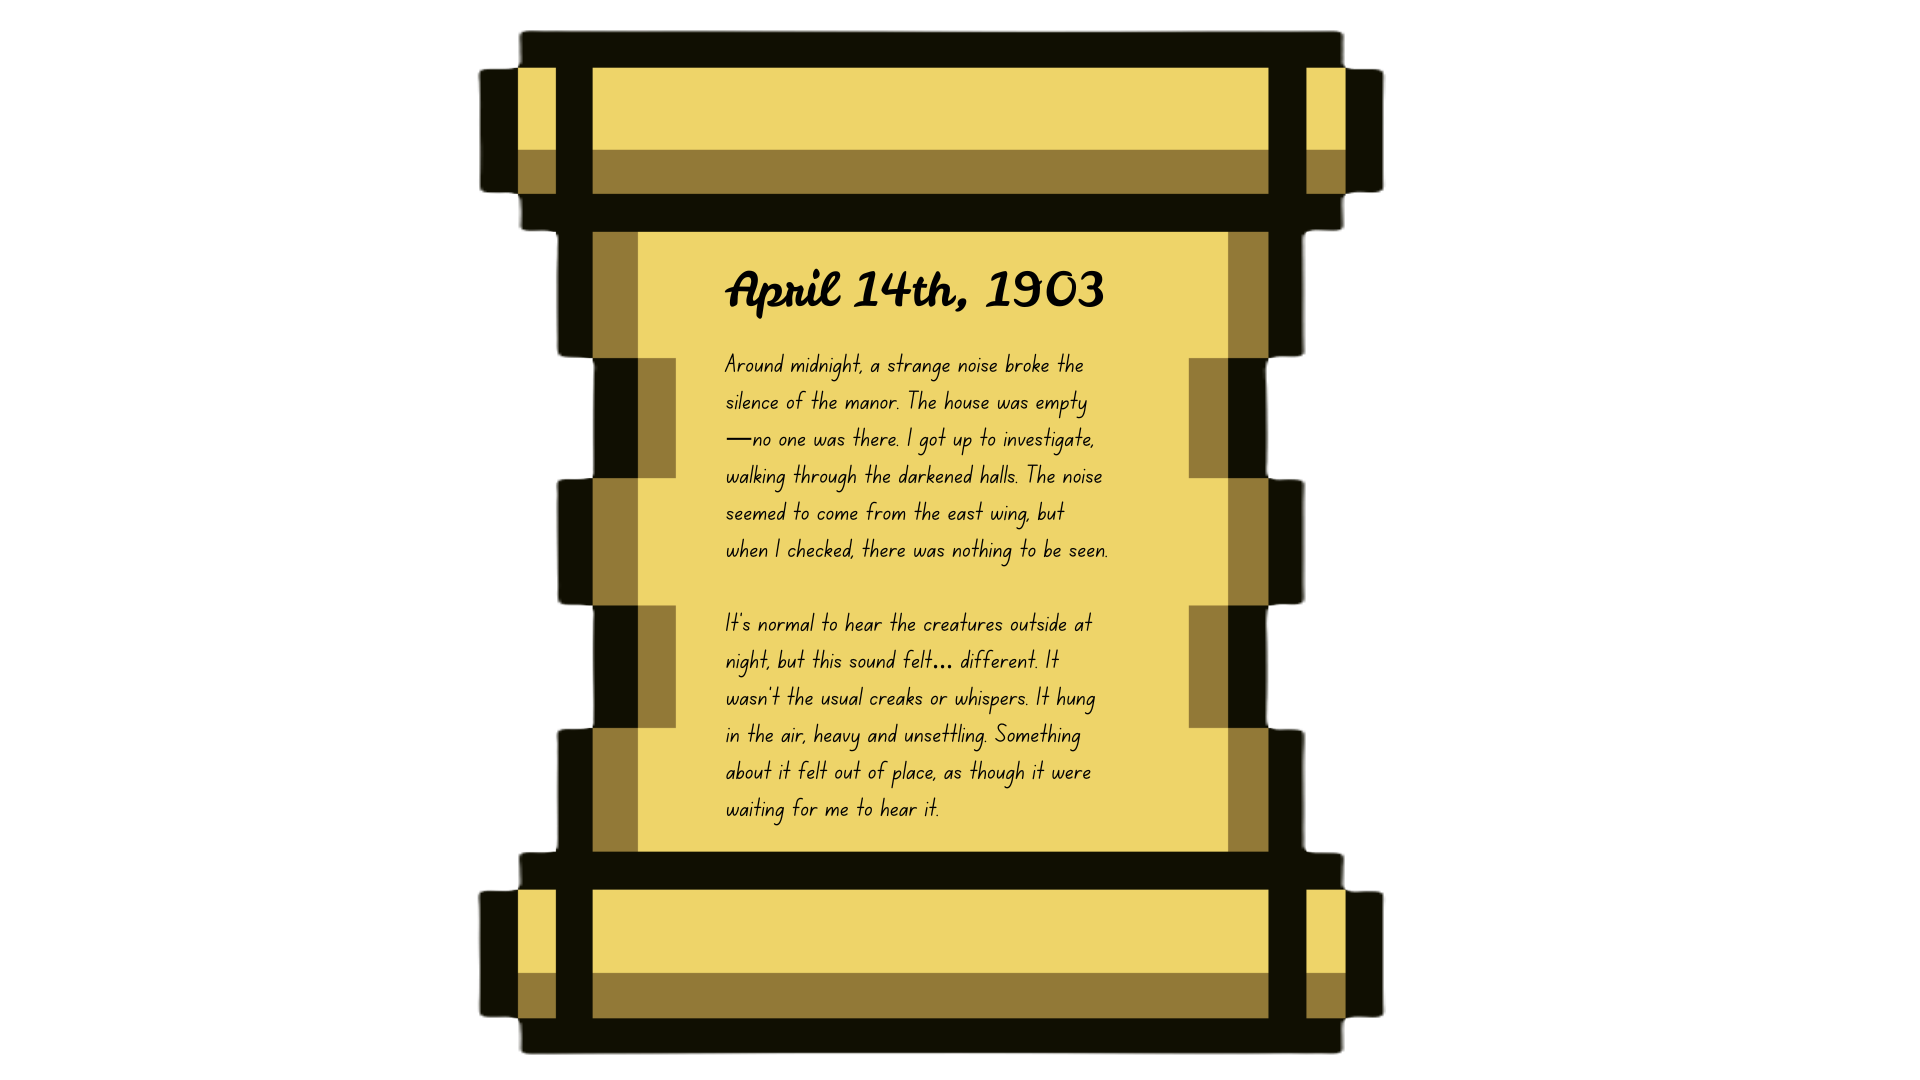 April 14th, 1903
Around midnight, a strange noise broke the
silence of the manor. The house was empty
—no one was there. I got up to investigate,
walking through the darkened halls. The noise
seemed to come from the east wing, but
when I checked, there was nothing to be seen.
It's normal to hear the creatures outside at
night, but this sound felt... different. It
wasn't the usual creaks or whispers. It hung
in the air, heavy and unsettling. Something
about it felt out of place, as though it were
waiting for me to hear it.